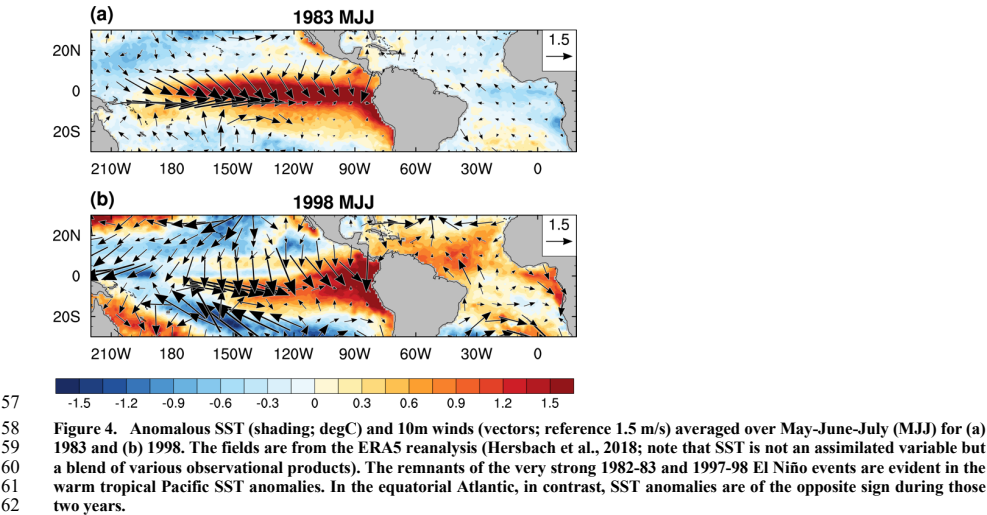 (a)
1983 MJJ
1.5
20N
0
20S
210W 180 150W 120W 90W 60W 30W 0
(b)
1998 MJJ
1.5
20N
0
20S
210W 180 150W 120W 90W 60W 30W 0
-1.5 -1.2 -0.9 -0.6 -0.3 0 0.3 0.6 0.9 1.2 1.5
57
58 Figure 4. Anomalous SST (shading; degC) and 10m winds (vectors; reference 1.5 m/s) averaged over May-June-July (MJJ) for (a)
59 1983 and (b) 1998. The fields are from the ERA5 reanalysis (Hersbach et al., 2018; note that SST is not an assimilated variable but
60 a blend of various observational products). The remnants of the very strong 1982-83 and 1997-98 El Niño events are evident in the
61 warm tropical Pacific SST anomalies. In the equatorial Atlantic, in contrast, SST anomalies are of the opposite sign during those
62 two years.